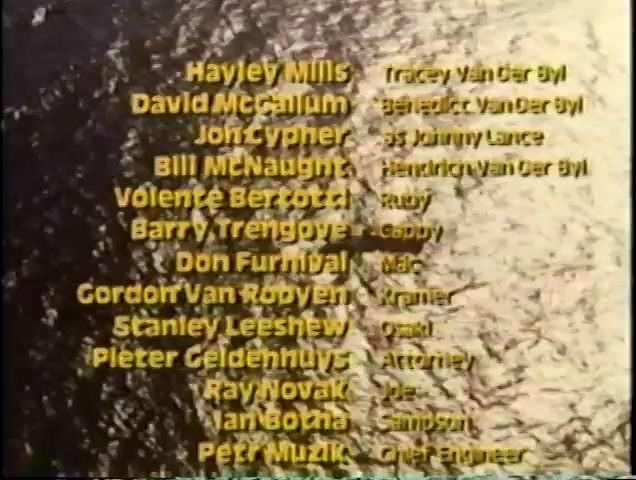 Hayley Mills Tracey Van Der Byl
David McCallum Benedict Van Der Byl
Jon Cypher as Johnny Lance
Bill McNaught Hendrich Van Der Byl
Volente Bertotti Ruby
Barry Trengove Cappy
Don Furnival Mac
Gordon Van Rooyen Kramer
Stanley Leeshew Osaki
Pieter Geldenhuys Attorney
Ray Novak Joe
Ian Botha Sampson
Petr Muzik Chief Engineer